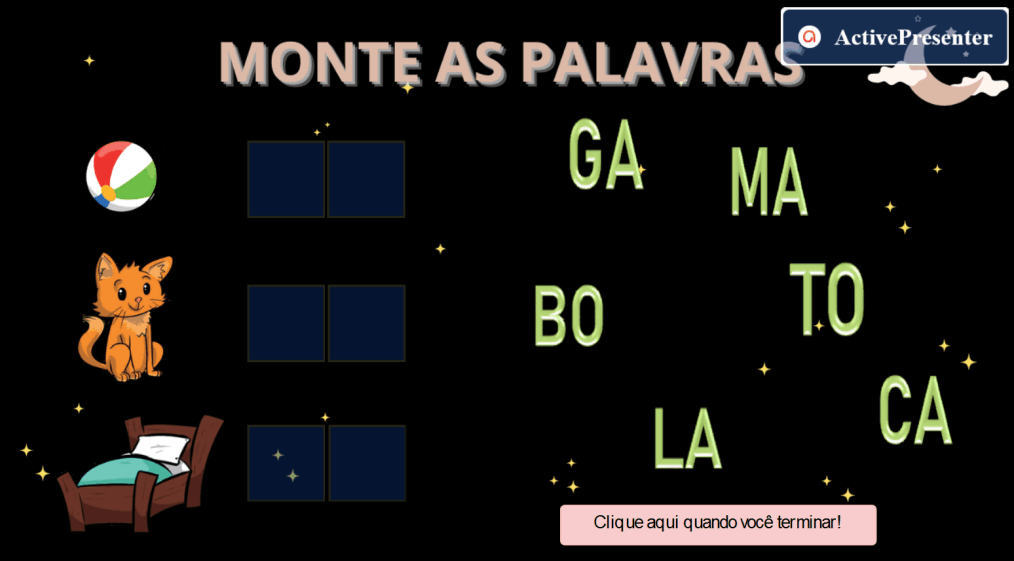 ActivePresenter
MONTE AS PALAVRAS
GA
MA
BO
TO
LA
CA
Clique aqui quando você terminar!